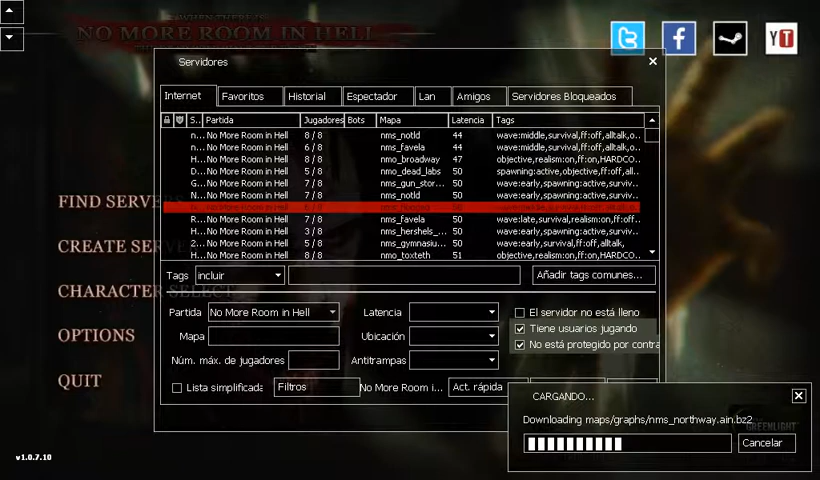 WHEN THERE IS
NO MORE ROOM IN HELL
Servidores
Internet Favoritos Historial Espectador Lan Amigos Servidores Bloqueados
S... Partida Jugadores Bots Mapa Latencia Tags
n... No More Room in Hell 8 / 8 nms_notld 44 wave:middle,survival,ff:off,alltalk,o...
n... No More Room in Hell 6 / 8 nms_favela 44 wave:middle,survival,ff:off,alltalk,o...
H... No More Room in Hell 8 / 8 nmo_broadway 47 objective,realism:on,ff:on,HARDCO...
D... No More Room in Hell 5 / 8 nmo_dead_labs 50 spawning:active,objective,ff:off,all...
G... No More Room in Hell 7 / 8 nms_gun_stor... 50 wave:early,spawning:active,surviv...
N... No More Room in Hell 7 / 8 nms_notld 50 wave:early,spawning:active,surviv...
R... No More Room in Hell 7 / 8 nms_favela 50 wave:late,survival,realism:on,ff:off...
H... No More Room in Hell 3 / 8 nms_hershels_... 50 wave:early,spawning:active,surviv...
2... No More Room in Hell 5 / 8 nms_gymnasiu... 50 wave:early,survival,ff:off,alltalk,
H... No More Room in Hell 8 / 8 nmo_toxteth 51 objective,realism:on,ff:on,HARDCO...
Tags incluir Añadir tags comunes...
Partida No More Room in Hell Latencia El servidor no está lleno
Mapa Ubicación Tiene usuarios jugando
Núm. máx. de jugadores Antitrampas No está protegido por contra
Lista simplificada Filtros No More Room i... Act. rápida
FIND SERVE
CREATE SERV
CHARACTER SELECT
OPTIONS
QUIT
CARGANDO...
Downloading maps/graphs/nms_northway.ain.bz2
GREENLIGHT
Cancelar
v1.0.7.10